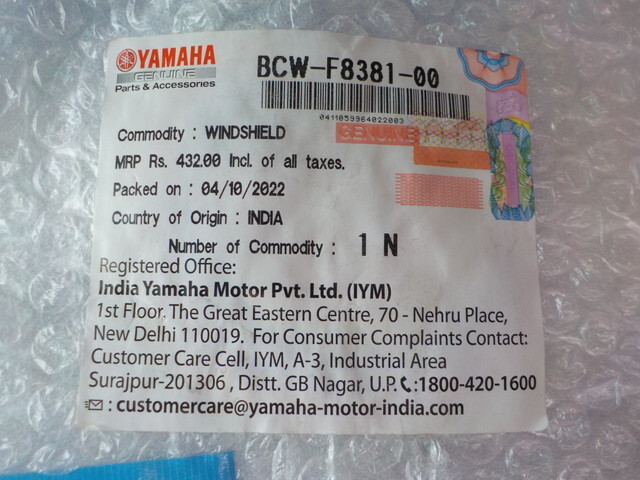 YAMAHA
GENUINE
Parts & Accessories
BCW-F8381-00
0411059964022003
GENUINE
Commodity : WINDSHIELD
MRP Rs. 432.00 Incl. of all taxes.
Packed on : 04/10/2022
Country of Origin : INDIA
Number of Commodity : 1 N
Registered Office:
India Yamaha Motor Pvt. Ltd. (IYM)
1st Floor. The Great Eastern Centre, 70 - Nehru Place,
New Delhi 110019. For Consumer Complaints Contact:
Customer Care Cell, IYM, A-3, Industrial Area
Surajpur-201306 , Distt. GB Nagar, U.P. :1800-420-1600
: customercare@yamaha-motor-india.com